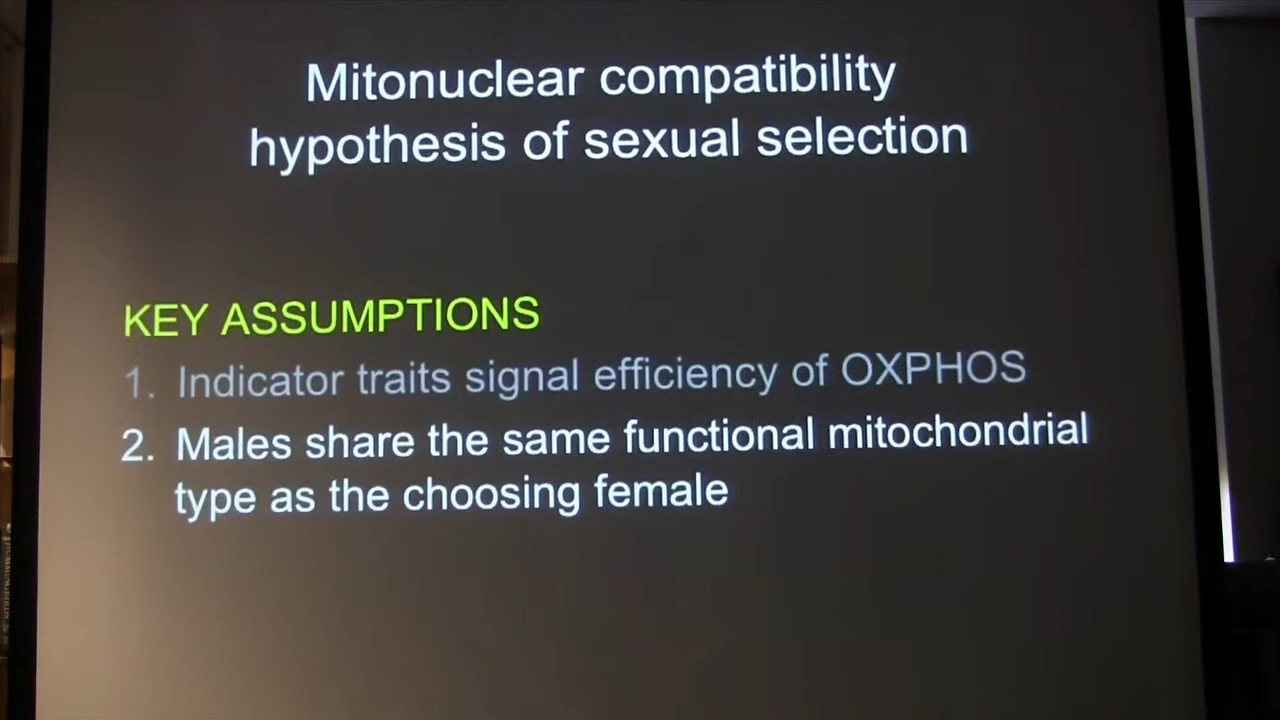 Mitonuclear compatibility
hypothesis of sexual selection
KEY ASSUMPTIONS
1. Indicator traits signal efficiency of OXPHOS
2. Males share the same functional mitochondrial
type as the choosing female